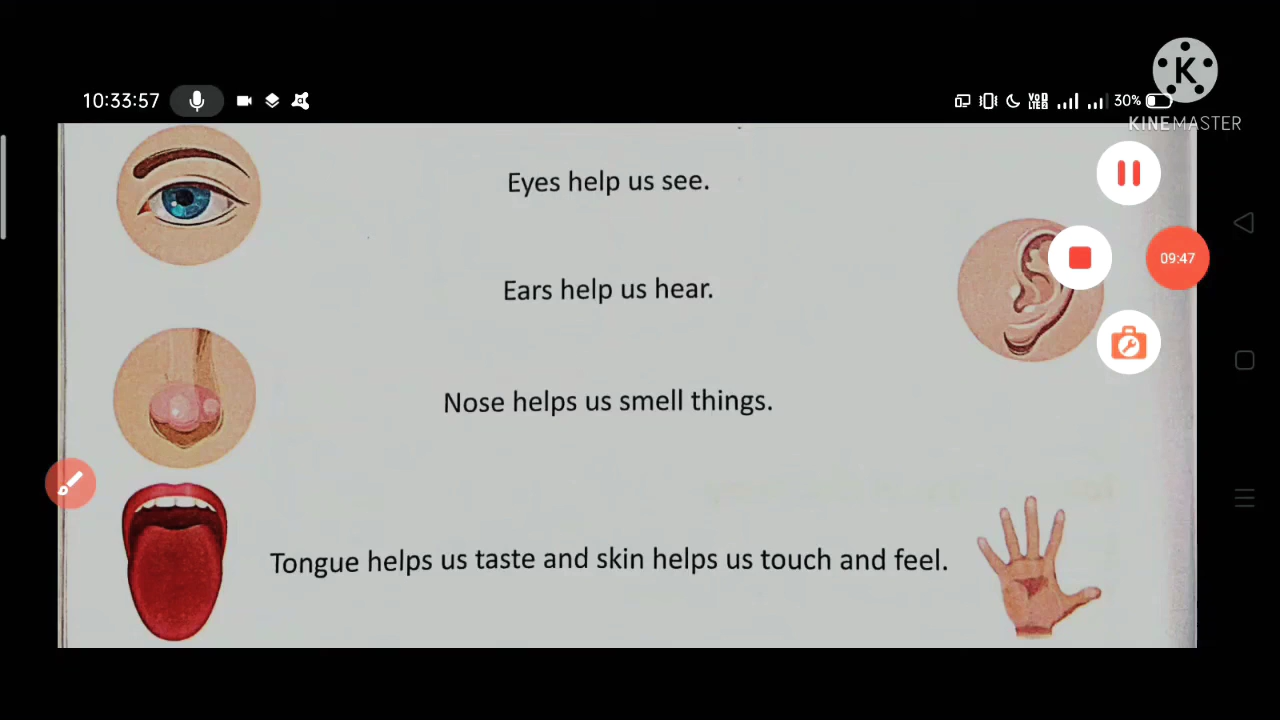 10:33:57
30%
KINEMASTER
Eyes help us see.
09:47
Ears help us hear.
Nose helps us smell things.
Tongue helps us taste and skin helps us touch and feel.